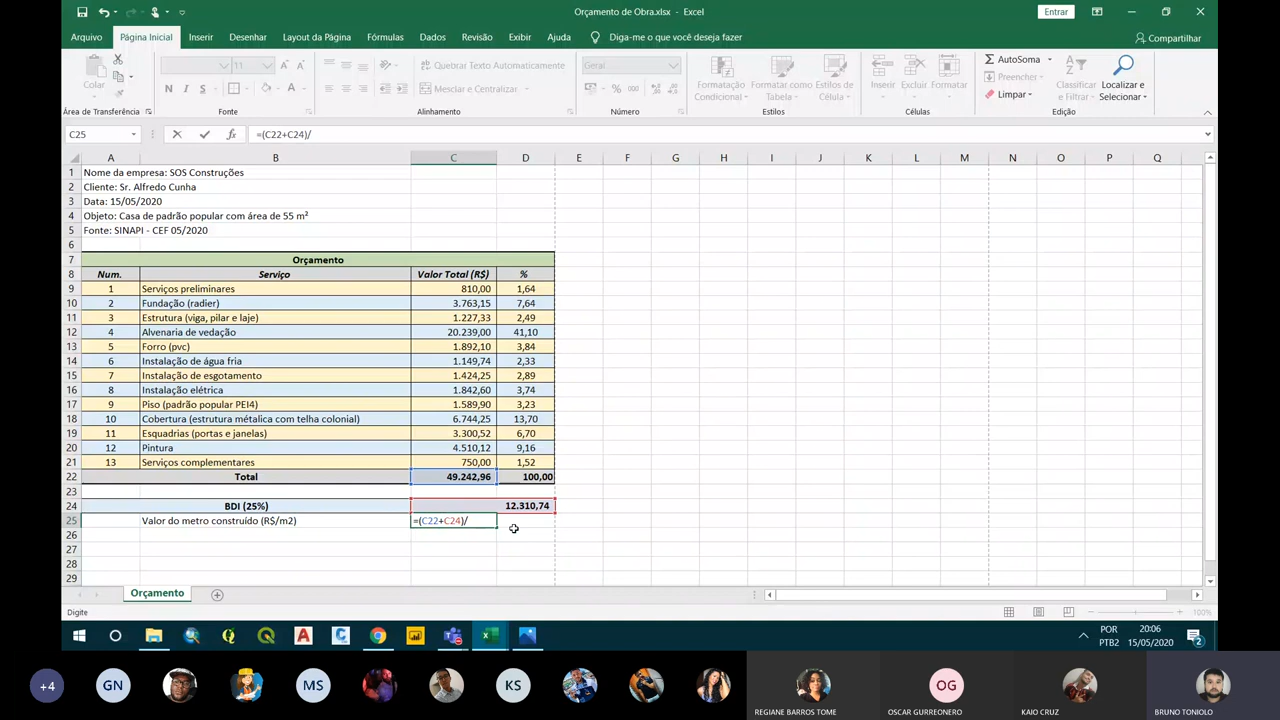 Orçamento de Obra.xlsx - Excel
Entrar
Arquivo Página Inicial Inserir Desenhar Layout da Página Fórmulas Dados Revisão Exibir Ajuda Diga-me o que você deseja fazer
Compartilhar
Colar
Área de Transferência
11
N I S
Fonte
Quebrar Texto Automaticamente
Mesclar e Centralizar
Alinhamento
Geral
% 000
Número
Formatação Condicional
Formatar como Tabela
Estilos de Célula
Estilos
Inserir Excluir Formatar
Células
AutoSoma
Preencher
Limpar
Classificar e Filtrar
Localizar e Selecionar
Edição
C25 =(C22+C24)/
A B C D E F G H I J K L M N O P Q
1 Nome da empresa: SOS Construções
2 Cliente: Sr. Alfredo Cunha
3 Data: 15/05/2020
4 Objeto: Casa de padrão popular com área de 55 m²
5 Fonte: SINAPI - CEF 05/2020
6
7 Orçamento
8 Num. Serviço Valor Total (R$) %
9 1 Serviços preliminares 810,00 1,64
10 2 Fundação (radier) 3.763,15 7,64
11 3 Estrutura (viga, pilar e laje) 1.227,33 2,49
12 4 Alvenaria de vedação 20.239,00 41,10
13 5 Forro (pvc) 1.892,10 3,84
14 6 Instalação de água fria 1.149,74 2,33
15 7 Instalação de esgotamento 1.424,25 2,89
16 8 Instalação elétrica 1.842,60 3,74
17 9 Piso (padrão popular PEI4) 1.589,90 3,23
18 10 Cobertura (estrutura métalica com telha colonial) 6.744,25 13,70
19 11 Esquadrias (portas e janelas) 3.300,52 6,70
20 12 Pintura 4.510,12 9,16
21 13 Serviços complementares 750,00 1,52
22 Total 49.242,96 100,00
23
24 BDI (25%) 12.310,74
25 Valor do metro construído (R$/m2) =(C22+C24)/
26
27
28
29
Orçamento
Digite
100%
POR
PTB2
20:06
15/05/2020
2
+4 GN MS KS OG
REGIANE BARROS TOME OSCAR GURREONERO KAIO CRUZ BRUNO TONIOLO